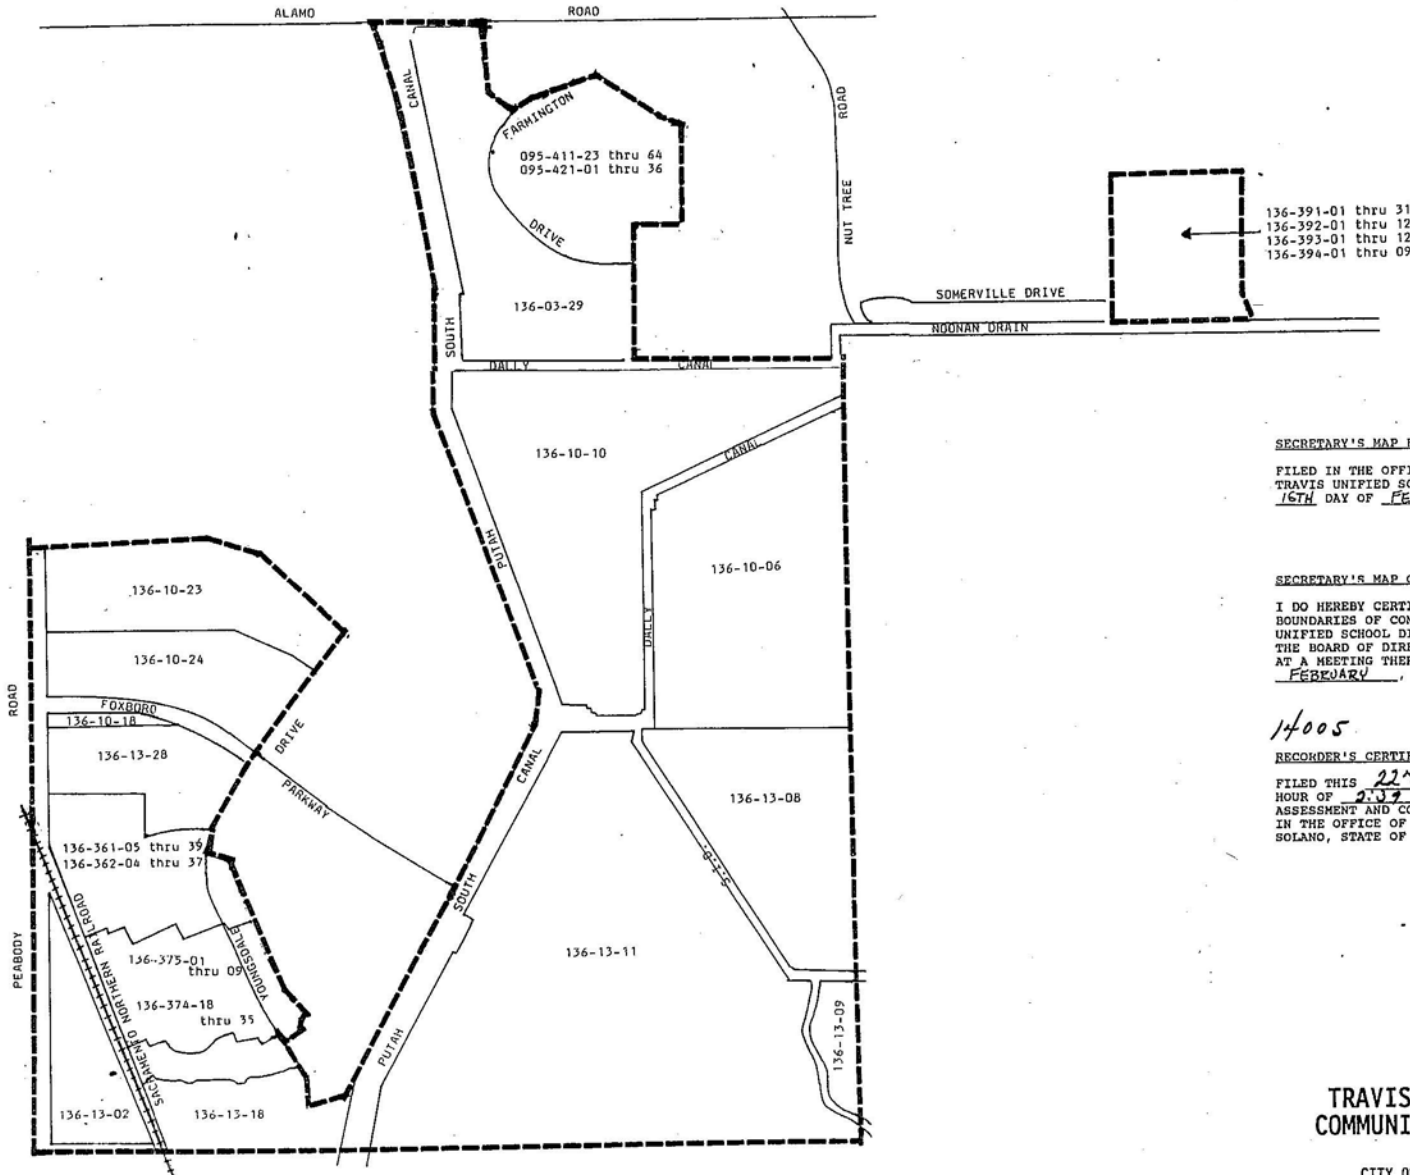 ALAMO ROAD
CANAL
FARMINGTON
095-411-23 thru 64
095-421-01 thru 36
DRIVE
ROAD
NUT TREE
136-391-01 thru 31
136-392-01 thru 12
136-393-01 thru 12
136-394-01 thru 09
SOMERVILLE DRIVE
NOONAN DRAIN
136-03-29
SOUTH
DALLY CANAL
136-10-10
CANAL
SECRETARY'S MAP
FILED IN THE OFFI
TRAVIS UNIFIED SC
16TH DAY OF FE
PUTAH
136-10-06
DALLY
SECRETARY'S MAP
I DO HEREBY CERTI
BOUNDARIES OF CON
UNIFIED SCHOOL DI
THE BOARD OF DIRE
AT A MEETING THER
FEBRUARY ,
136-10-23
136-10-24
ROAD
FOXBORO
136-10-18
DRIVE
136-13-28
PARKWAY
CANAL
14005
RECORDER'S CERTIF
FILED THIS 22
HOUR OF 2:39
ASSESSMENT AND CO
IN THE OFFICE OF
SOLANO, STATE OF
136-13-08
S.I.D.
136-361-05 thru 39
136-362-04 thru 37
SOUTH
136-13-11
PEABODY
SACRAMENTO NORTHERN RAILROAD
136-375-01
thru 09
YOUNGSDALE
136-374-18
thru 35
PUTAH
136-13-09
136-13-02
136-13-18
TRAVIS
COMMUNI
CITY O